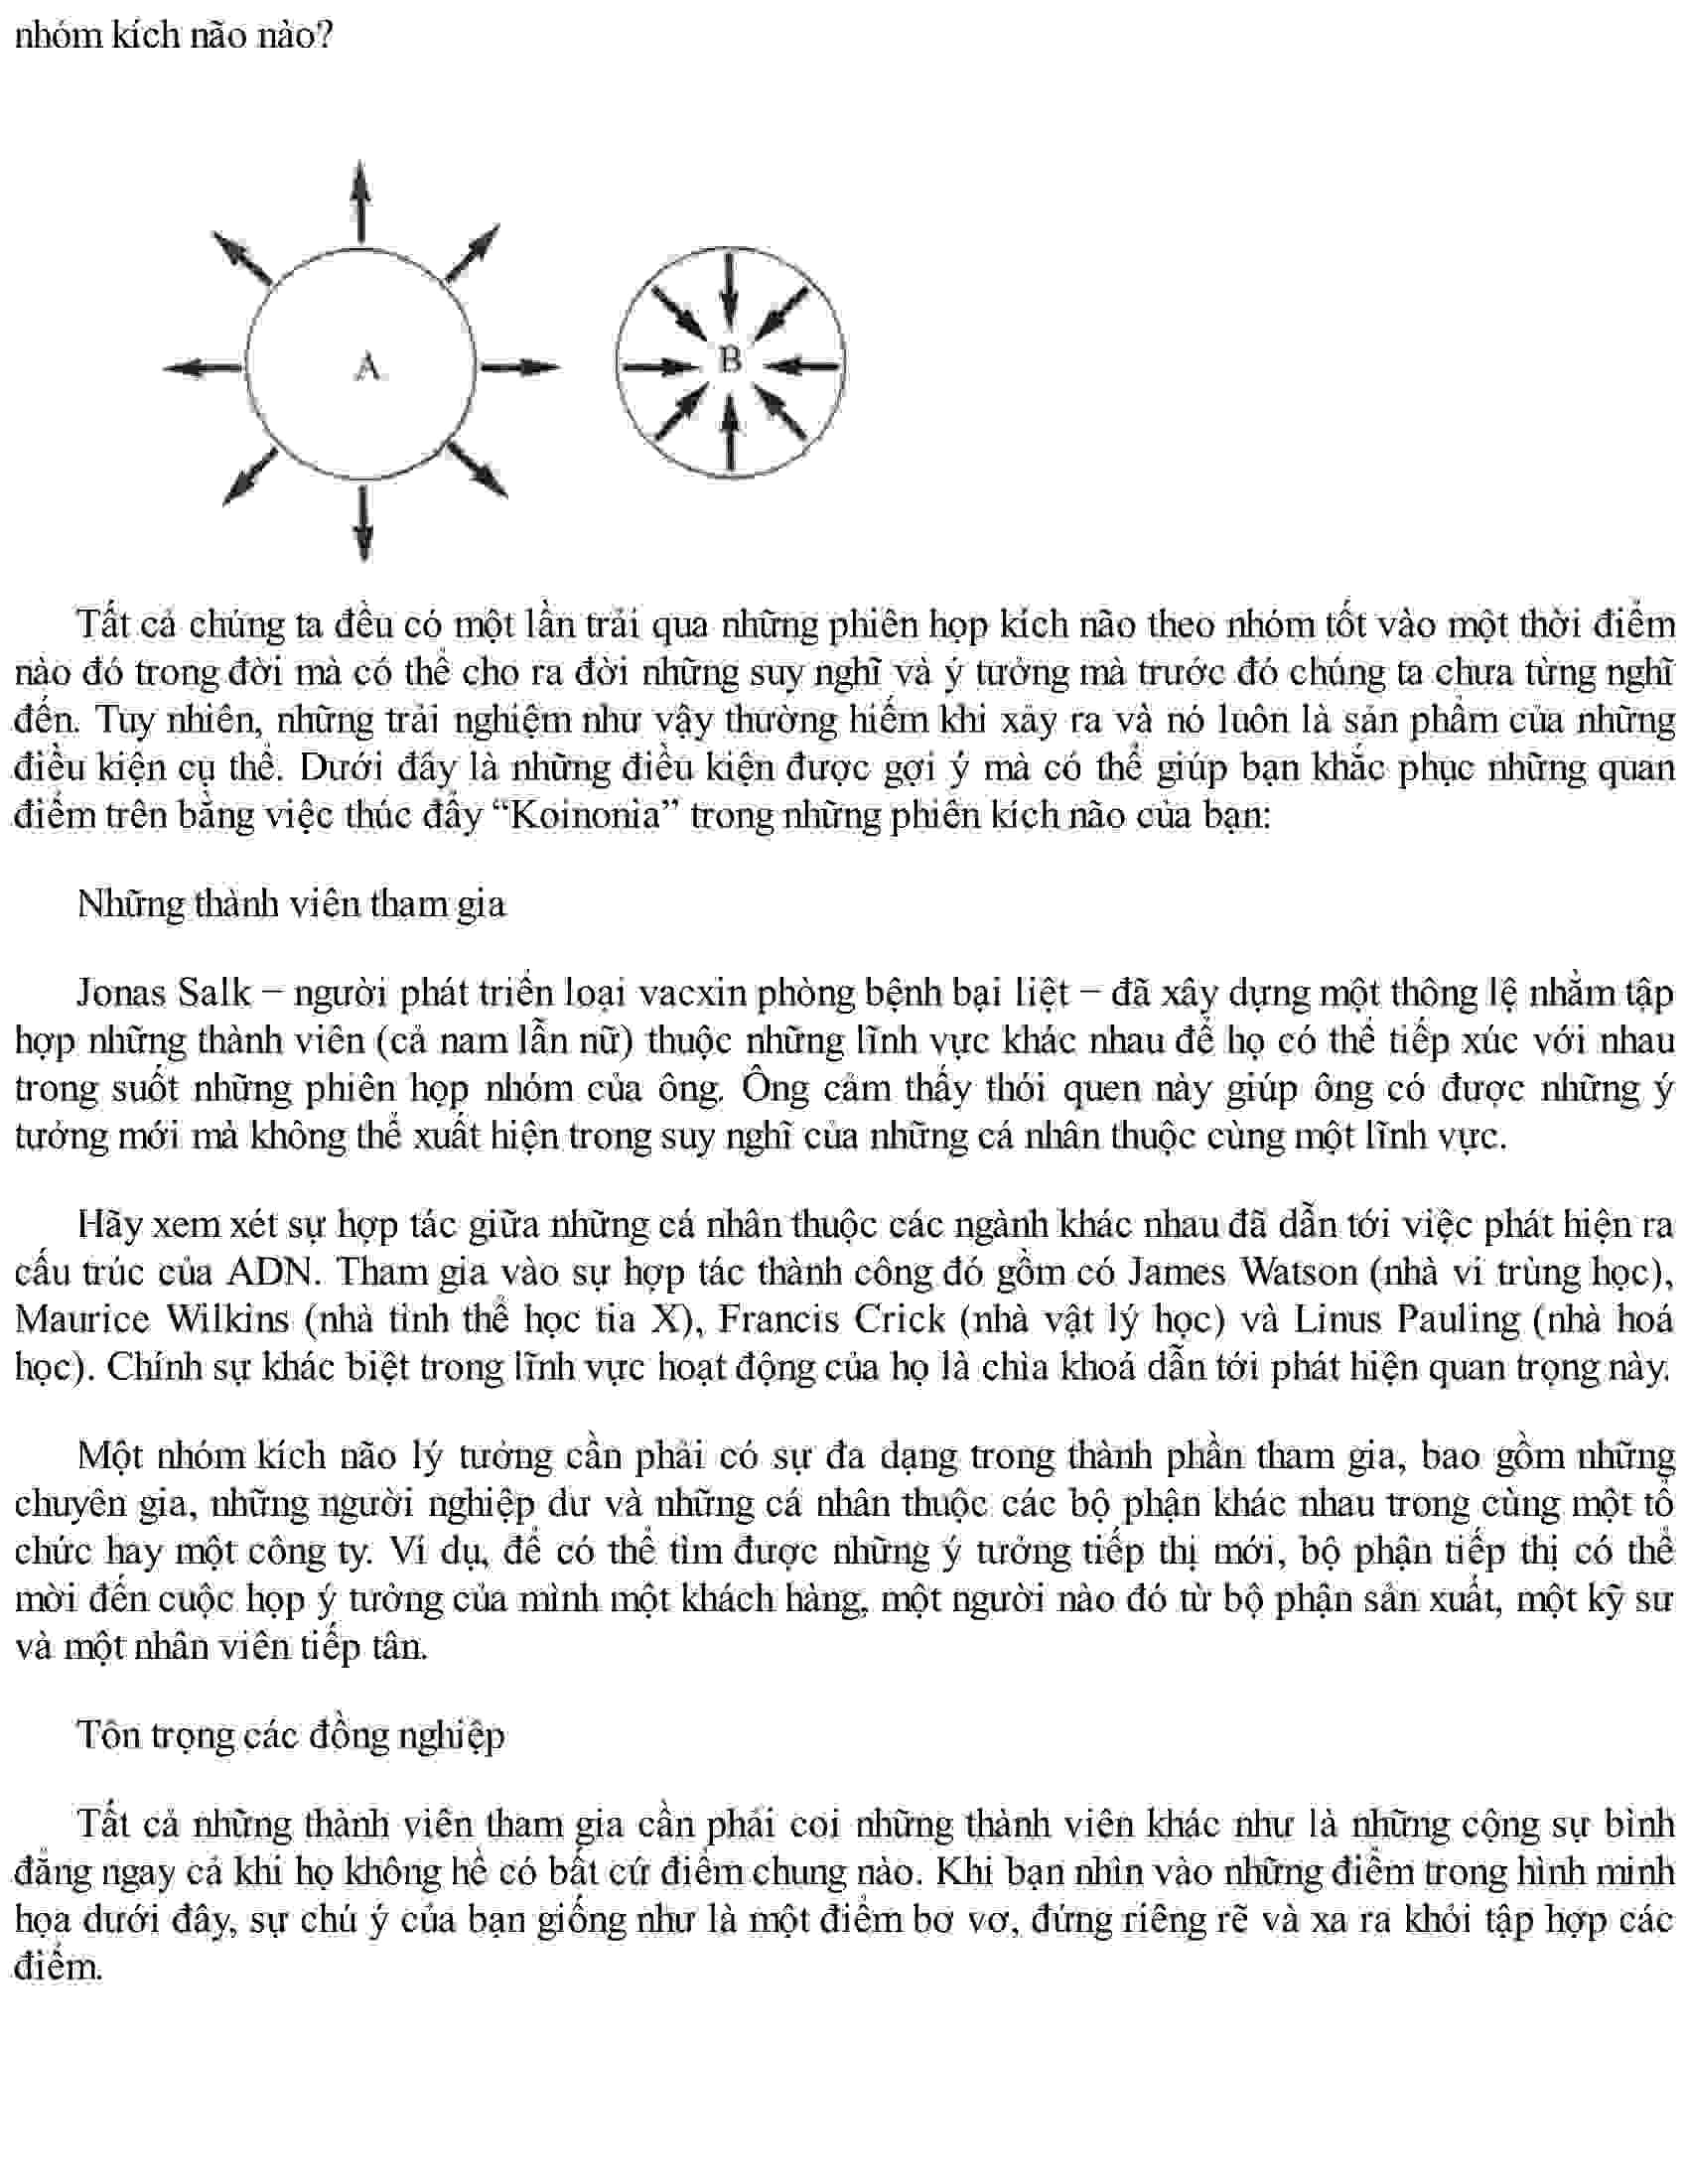 nhóm kích não nào?
A
B
Tất cả chúng ta đều có một lần trải qua những phiên họp kích não theo nhóm tốt vào một thời điểm
nào đó trong đời mà có thể cho ra đời những suy nghĩ và ý tưởng mà trước đó chúng ta chưa từng nghĩ
đến. Tuy nhiên, những trải nghiệm như vậy thường hiếm khi xảy ra và nó luôn là sản phẩm của những
điều kiện cụ thể. Dưới đây là những điều kiện được gợi ý mà có thể giúp bạn khắc phục những quan
điểm trên bằng việc thúc đẩy “Koinonia” trong những phiên kích não của bạn:
Những thành viên tham gia
Jonas Salk – người phát triển loại vacxin phòng bệnh bại liệt – đã xây dựng một thông lệ nhằm tập
hợp những thành viên (cả nam lẫn nữ) thuộc những lĩnh vực khác nhau để họ có thể tiếp xúc với nhau
trong suốt những phiên họp nhóm của ông. Ông cảm thấy thói quen này giúp ông có được những ý
tưởng mới mà không thể xuất hiện trong suy nghĩ của những cá nhân thuộc cùng một lĩnh vực.
Hãy xem xét sự hợp tác giữa những cá nhân thuộc các ngành khác nhau đã dẫn tới việc phát hiện ra
cấu trúc của ADN. Tham gia vào sự hợp tác thành công đó gồm có James Watson (nhà vi trùng học),
Maurice Wilkins (nhà tinh thể học tia X), Francis Crick (nhà vật lý học) và Linus Pauling (nhà hoá
học). Chính sự khác biệt trong lĩnh vực hoạt động của họ là chìa khoá dẫn tới phát hiện quan trọng này.
Một nhóm kích não lý tưởng cần phải có sự đa dạng trong thành phần tham gia, bao gồm những
chuyên gia, những người nghiệp dư và những cá nhân thuộc các bộ phận khác nhau trong cùng một tổ
chức hay một công ty. Ví dụ, để có thể tìm được những ý tưởng tiếp thị mới, bộ phận tiếp thị có thể
mời đến cuộc họp ý tưởng của mình một khách hàng, một người nào đó từ bộ phận sản xuất, một kỹ sư
và một nhân viên tiếp tân.
Tôn trọng các đồng nghiệp
Tất cả những thành viên tham gia cần phải coi những thành viên khác như là những cộng sự bình
đẳng ngay cả khi họ không hề có bất cứ điểm chung nào. Khi bạn nhìn vào những điểm trong hình minh
họa dưới đây, sự chú ý của bạn giống như là một điểm bơ vơ, đứng riêng rẽ và xa ra khỏi tập hợp các
điểm.